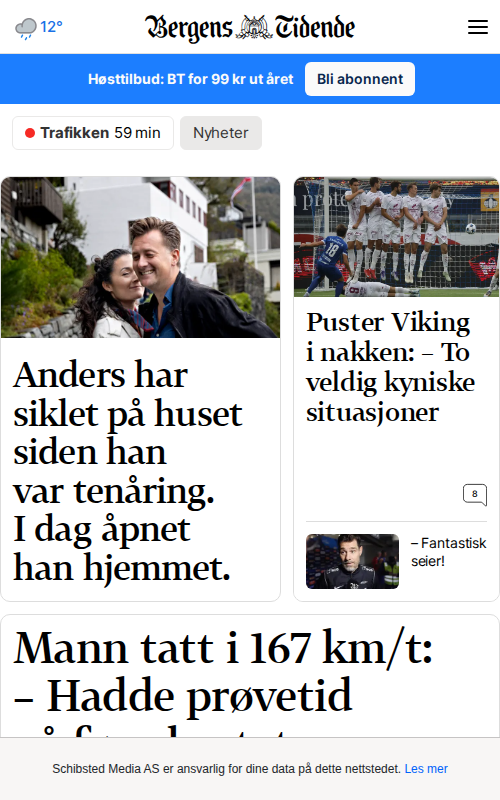 12°
Bergens Tidende
Høsttilbud: BT for 99 kr ut året
Bli abonnent
Trafikken 59 min
Nyheter
Anders har
siklet på huset
siden han
var tenåring.
I dag åpnet
han hjemmet.
Puster Viking
i nakken: – To
veldig kyniske
situasjoner
8
– Fantastisk
seier!
Mann tatt i 167 km/t:
– Hadde prøvetid
Schibsted Media AS er ansvarlig for dine data på dette nettstedet. Les mer